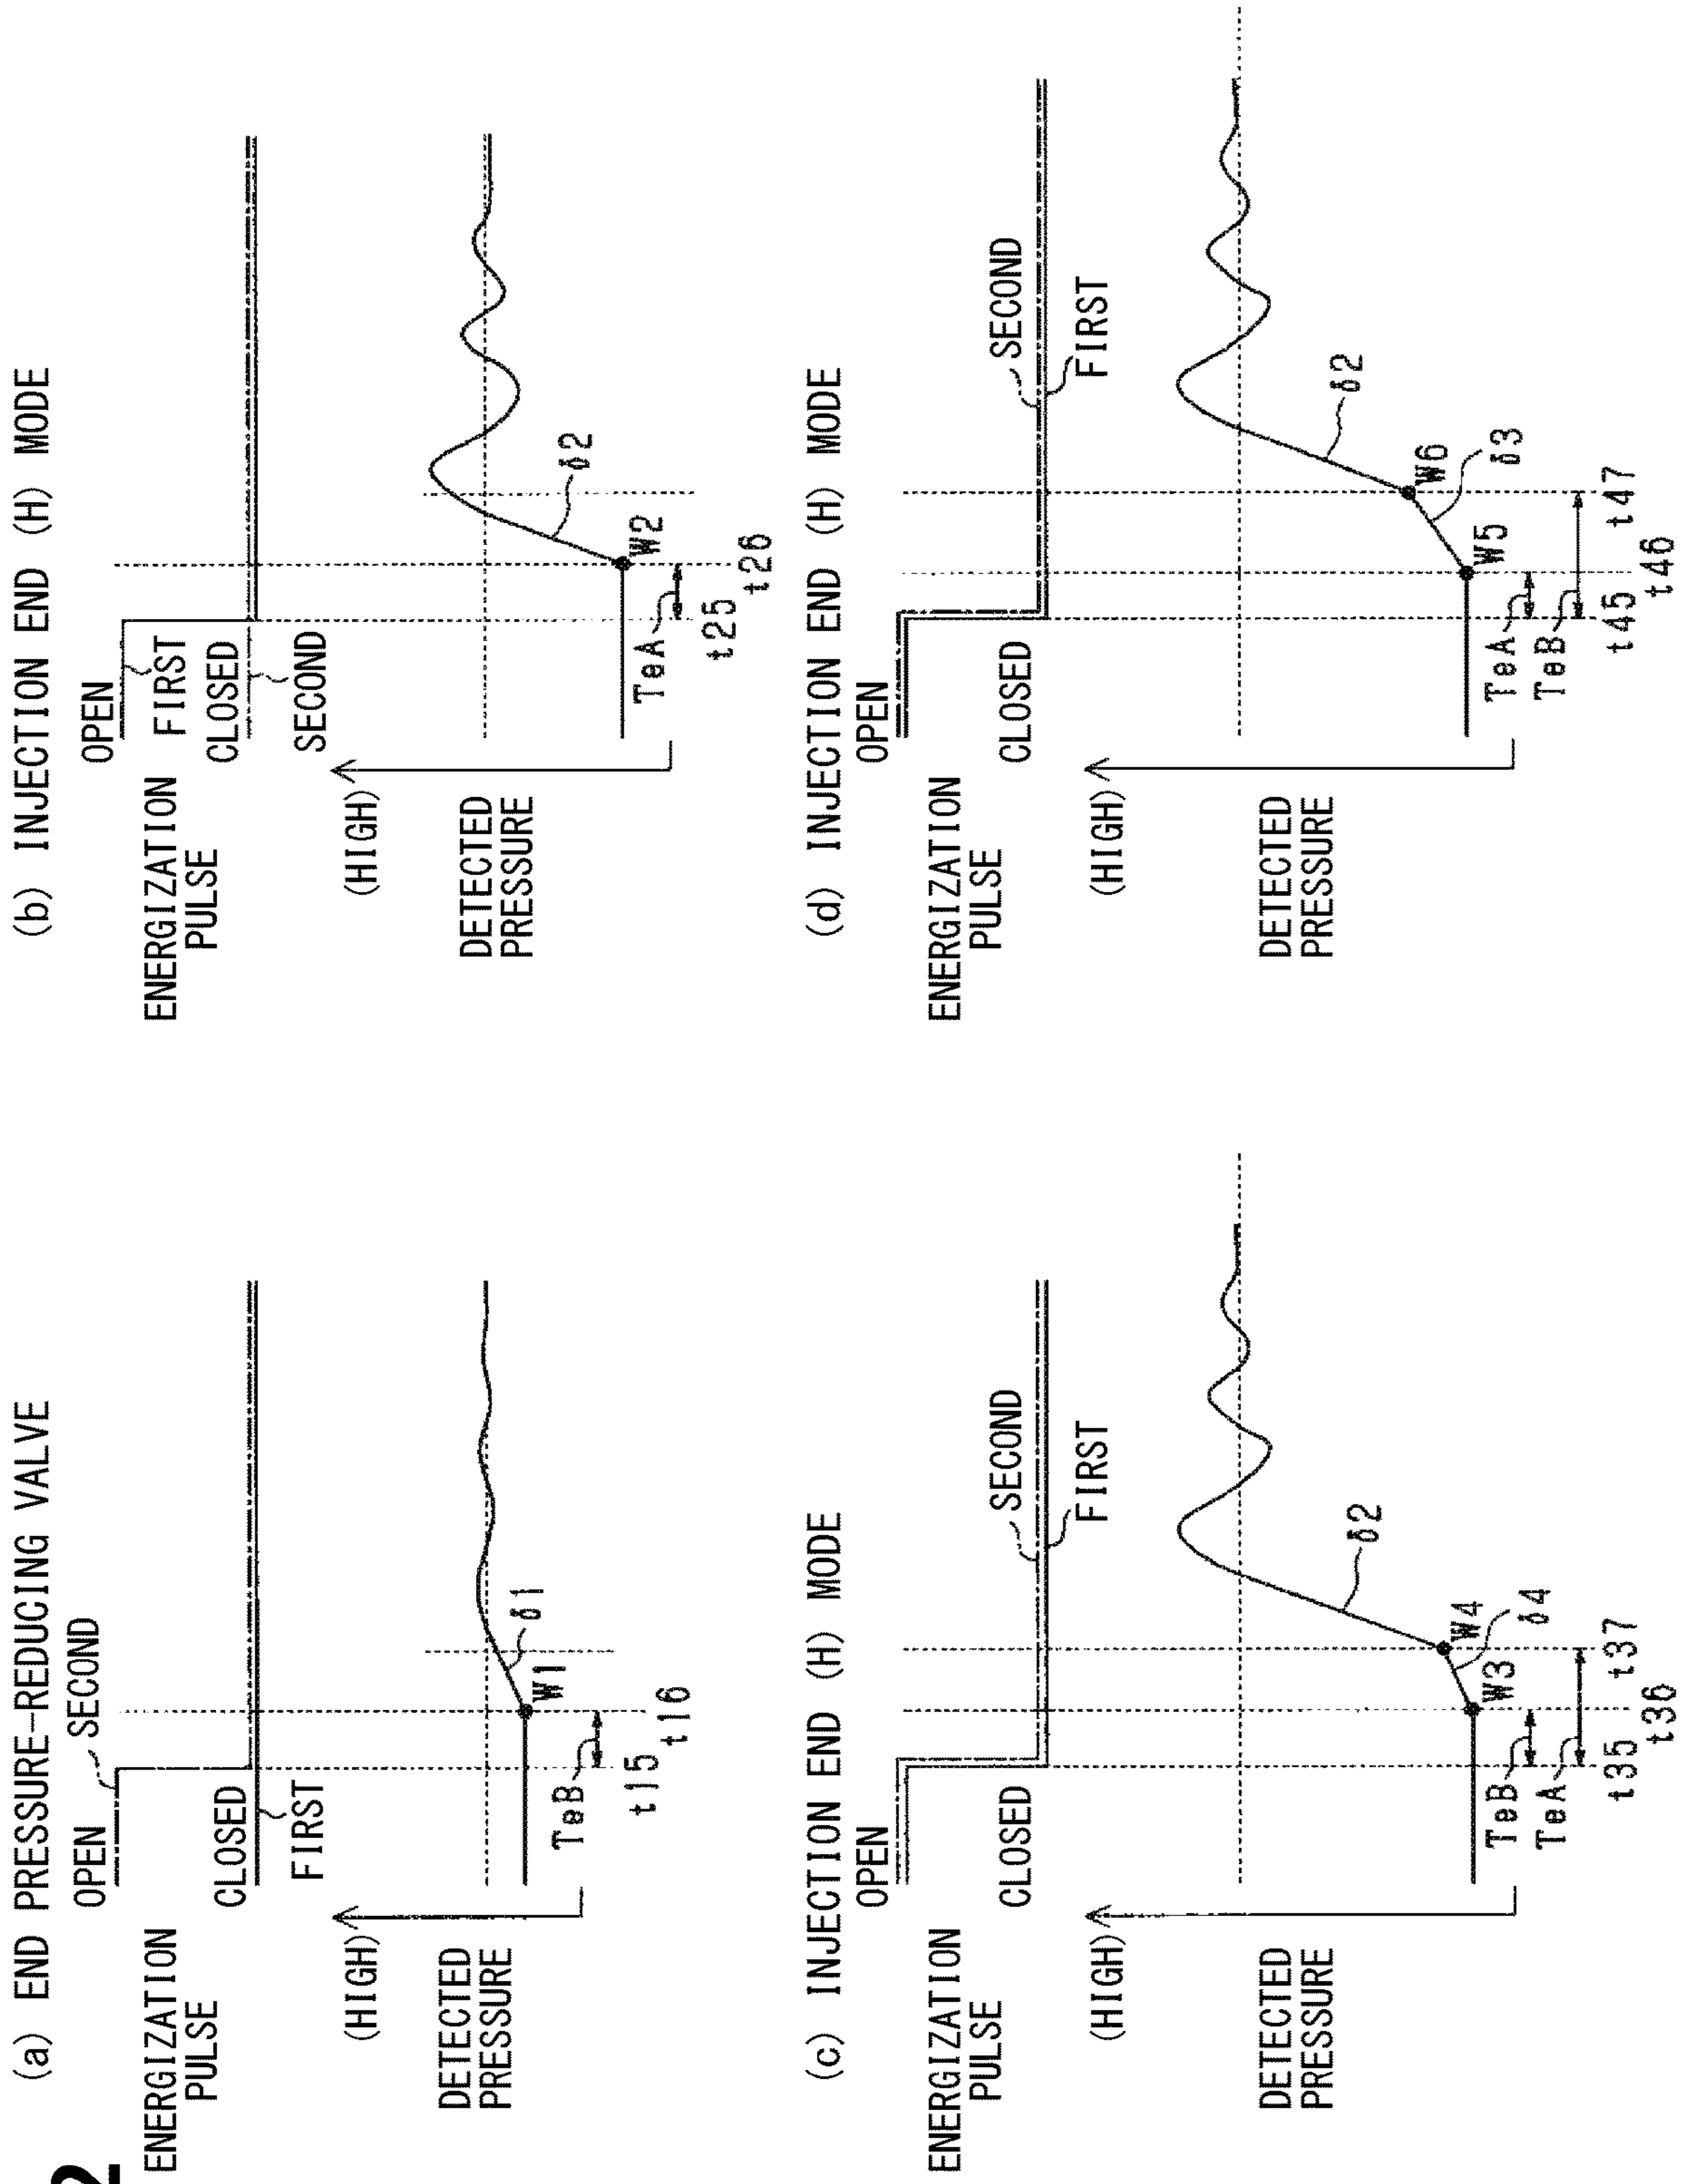 2
(a) END PRESSURE-REDUCING VALVE
ENERGIZATION
PULSE
OPEN
SECOND
CLOSED
FIRST
(HIGH)
DETECTED
PRESSURE
W1
δ1
TeB
t15
t16
(b) INJECTION END (H) MODE
ENERGIZATION
PULSE
OPEN
FIRST
CLOSED
SECOND
(HIGH)
DETECTED
PRESSURE
δ2
W2
TeA
t25
t26
(c) INJECTION END (H) MODE
ENERGIZATION
PULSE
OPEN
CLOSED
SECOND
FIRST
(HIGH)
DETECTED
PRESSURE
δ2
W4
W3
δ4
TeB
TeA
t35
t37
t36
(d) INJECTION END (H) MODE
ENERGIZATION
PULSE
OPEN
CLOSED
SECOND
FIRST
(HIGH)
DETECTED
PRESSURE
δ2
W6
W5
δ3
TeA
TeB
t45
t47
t46